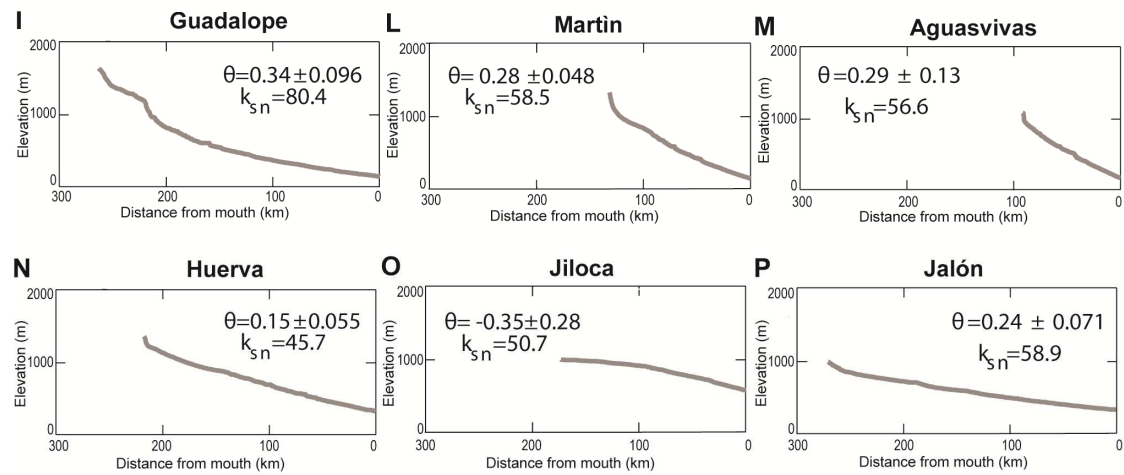 I Guadalope
2000
1000
0
Elevation (m)
θ=0.34±0.096
ksn=80.4
300 200 100 0
Distance from mouth (km)
L Martìn
2000
1000
0
Elevation (m)
θ= 0.28 ±0.048
ksn=58.5
300 200 100 0
Distance from mouth (km)
M Aguasvivas
2000
1000
0
Elevation (m)
θ=0.29 ± 0.13
ksn=56.6
300 200 100 0
Distance from mouth (km)
N Huerva
2000
1000
0
Elevation (m)
θ=0.15±0.055
ksn=45.7
300 200 100 0
Distance from mouth (km)
O Jiloca
2000
1000
0
Elevation (m)
θ= -0.35±0.28
ksn=50.7
300 200 100 0
Distance from mouth (km)
P Jalón
2000
1000
0
Elevation (m)
θ=0.24 ± 0.071
ksn=58.9
300 200 100 0
Distance from mouth (km)